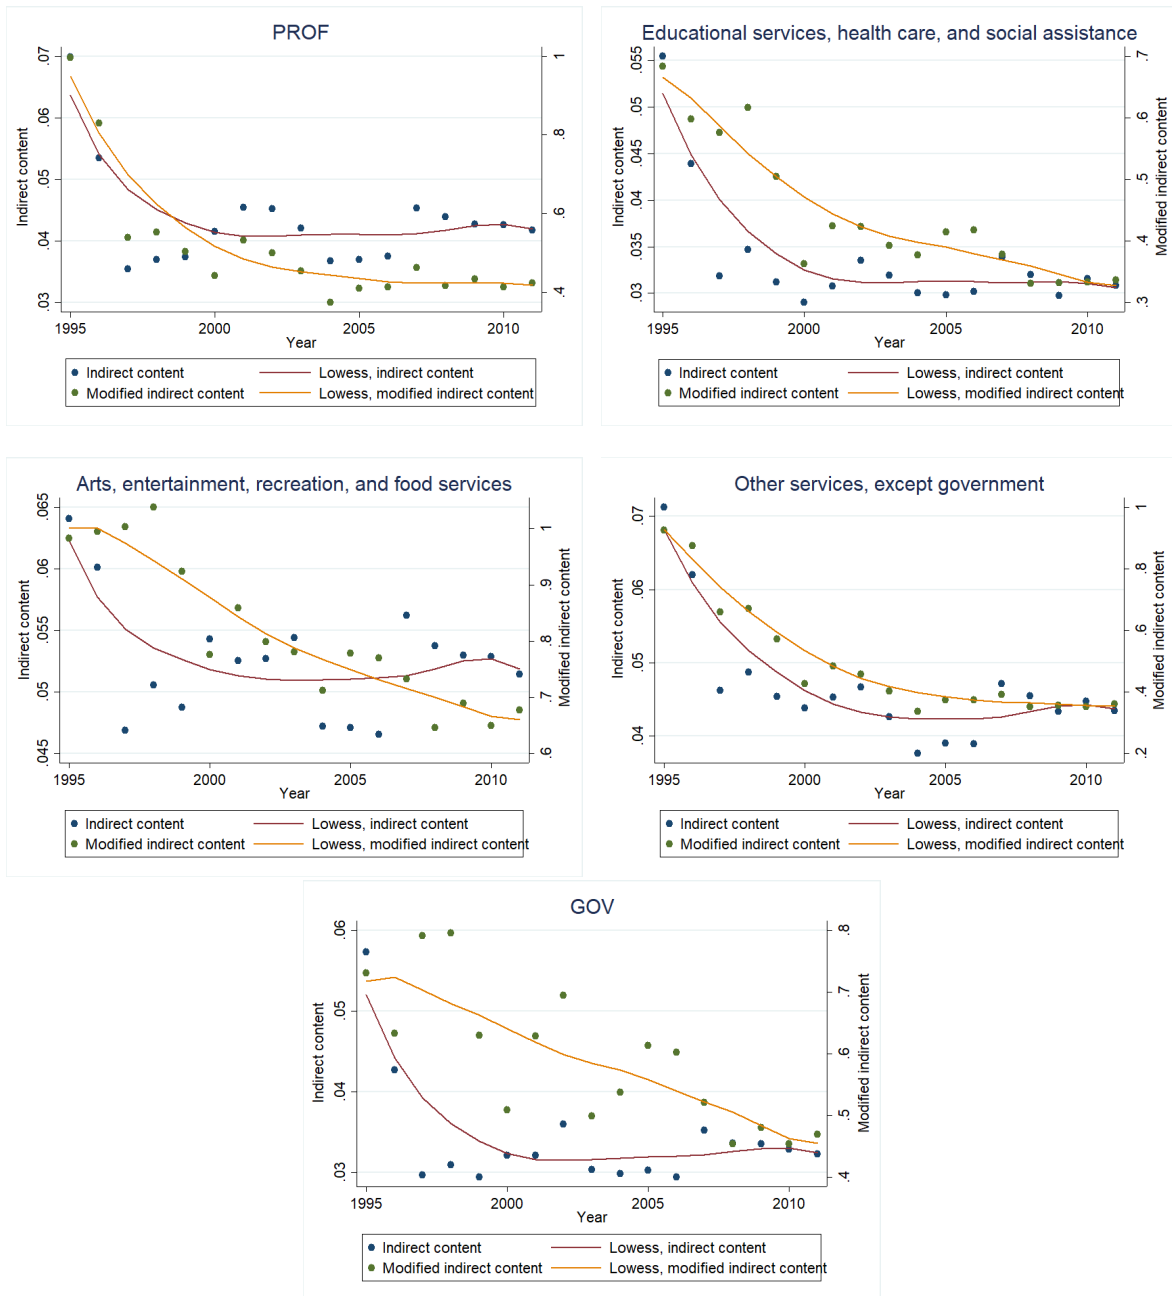 PROF
Indirect content
.03 .04 .05 .06 .07
.4 .6 .8 1
1995 2000 2005 2010
Year
Indirect content Lowess, indirect content
Modified indirect content Lowess, modified indirect content
Educational services, health care, and social assistance
Indirect content
.03 .035 .04 .045 .05 .055
.3 .4 .5 .6 .7
Modified indirect content
1995 2000 2005 2010
Year
Indirect content Lowess, indirect content
Modified indirect content Lowess, modified indirect content
Arts, entertainment, recreation, and food services
Indirect content
.045 .05 .055 .06 .065
.6 .7 .8 .9 1
Modified indirect content
1995 2000 2005 2010
Year
Indirect content Lowess, indirect content
Modified indirect content Lowess, modified indirect content
Other services, except government
Indirect content
.04 .05 .06 .07
.2 .4 .6 .8 1
Modified indirect content
1995 2000 2005 2010
Year
Indirect content Lowess, indirect content
Modified indirect content Lowess, modified indirect content
GOV
Indirect content
.03 .04 .05 .06
.4 .5 .6 .7 .8
Modified indirect content
1995 2000 2005 2010
Year
Indirect content Lowess, indirect content
Modified indirect content Lowess, modified indirect content